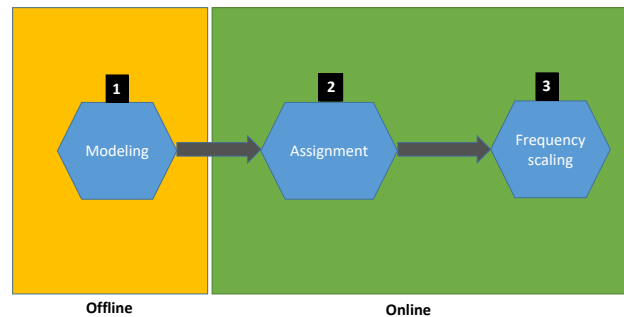 1
Modeling
2
Assignment
3
Frequency
scaling
Offline
Online